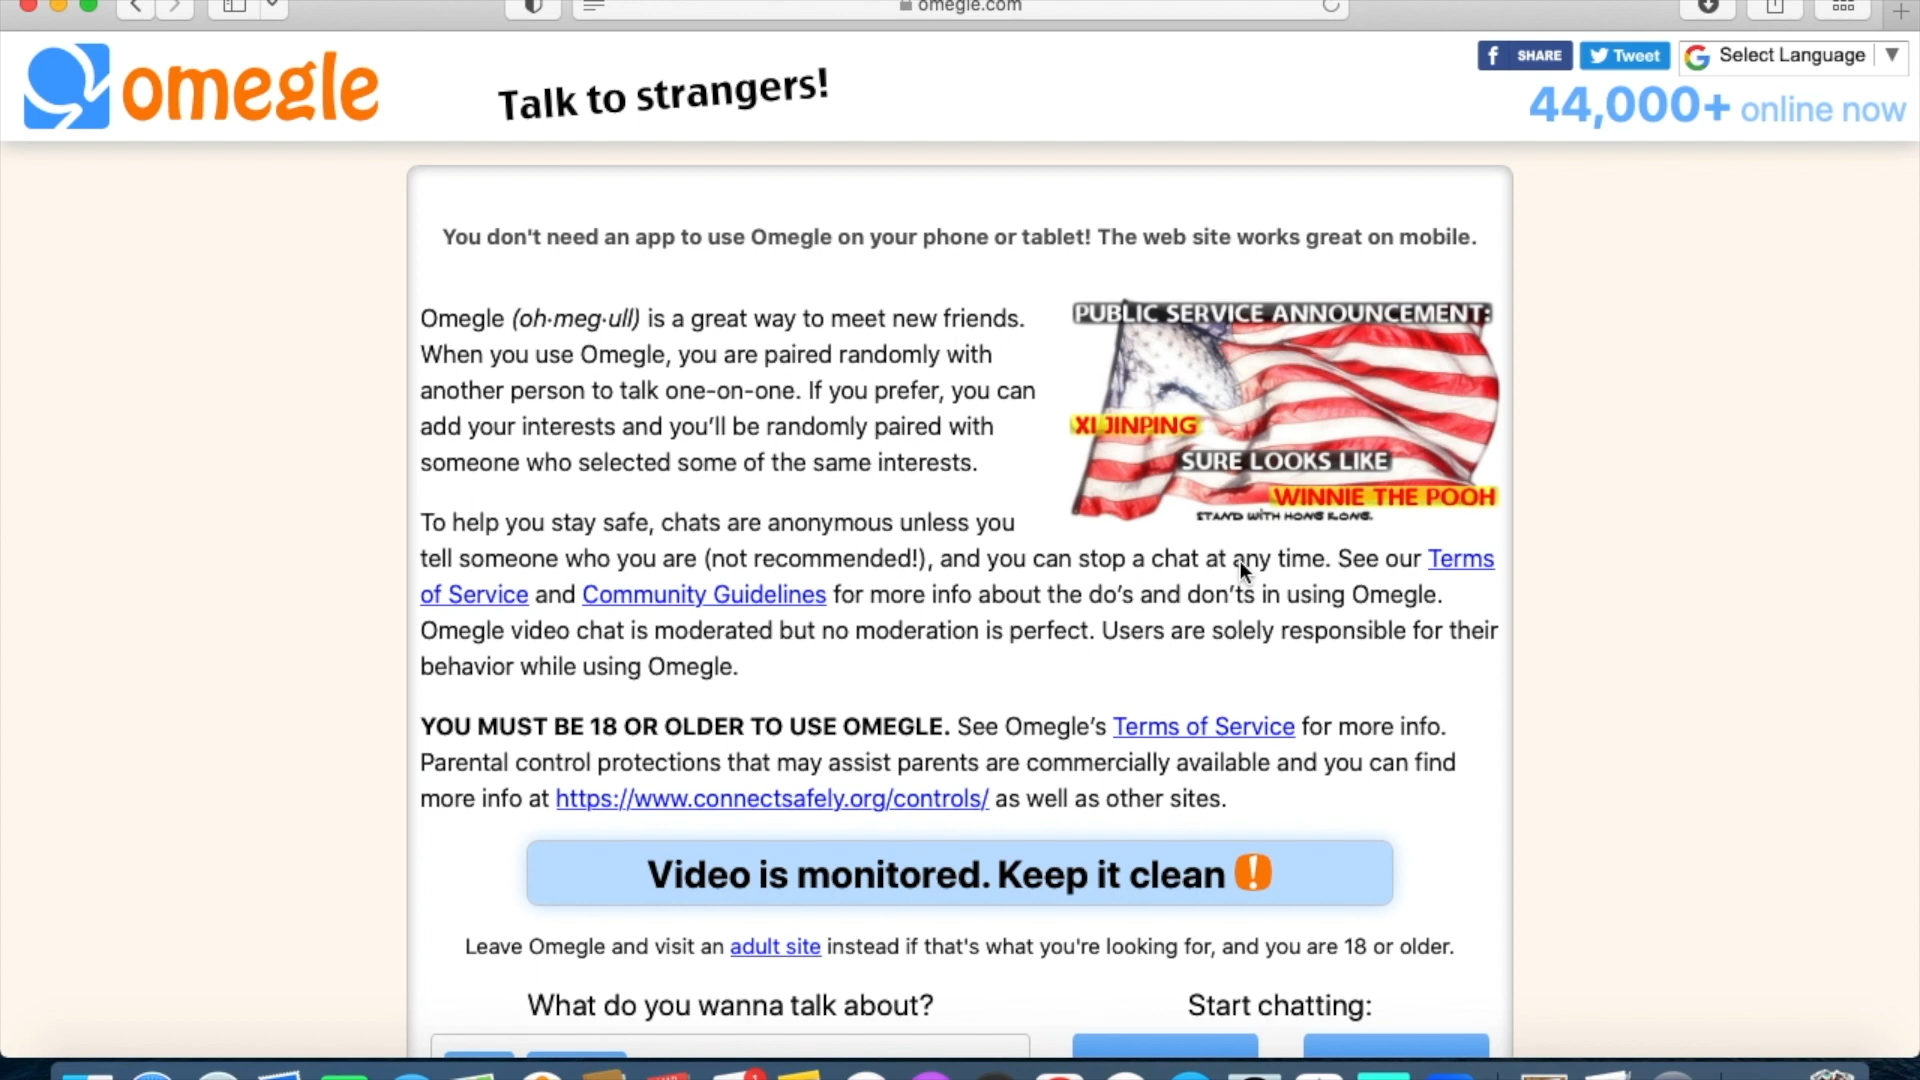 omegle.com
omegle
Talk to strangers!
f SHARE
Tweet
G Select Language ▼
44,000+ online now
You don't need an app to use Omegle on your phone or tablet! The web site works great on mobile.
Omegle (oh·meg·ull) is a great way to meet new friends.
When you use Omegle, you are paired randomly with
another person to talk one-on-one. If you prefer, you can
add your interests and you’ll be randomly paired with
someone who selected some of the same interests.
PUBLIC SERVICE ANNOUNCEMENT:
XI JINPING
SURE LOOKS LIKE
WINNIE THE POOH
STAND WITH HONG KONG.
To help you stay safe, chats are anonymous unless you
tell someone who you are (not recommended!), and you can stop a chat at any time. See our Terms
of Service and Community Guidelines for more info about the do’s and don’ts in using Omegle.
Omegle video chat is moderated but no moderation is perfect. Users are solely responsible for their
behavior while using Omegle.
YOU MUST BE 18 OR OLDER TO USE OMEGLE. See Omegle’s Terms of Service for more info.
Parental control protections that may assist parents are commercially available and you can find
more info at https://www.connectsafely.org/controls/ as well as other sites.
Video is monitored. Keep it clean !
Leave Omegle and visit an adult site instead if that's what you're looking for, and you are 18 or older.
What do you wanna talk about?
Start chatting: